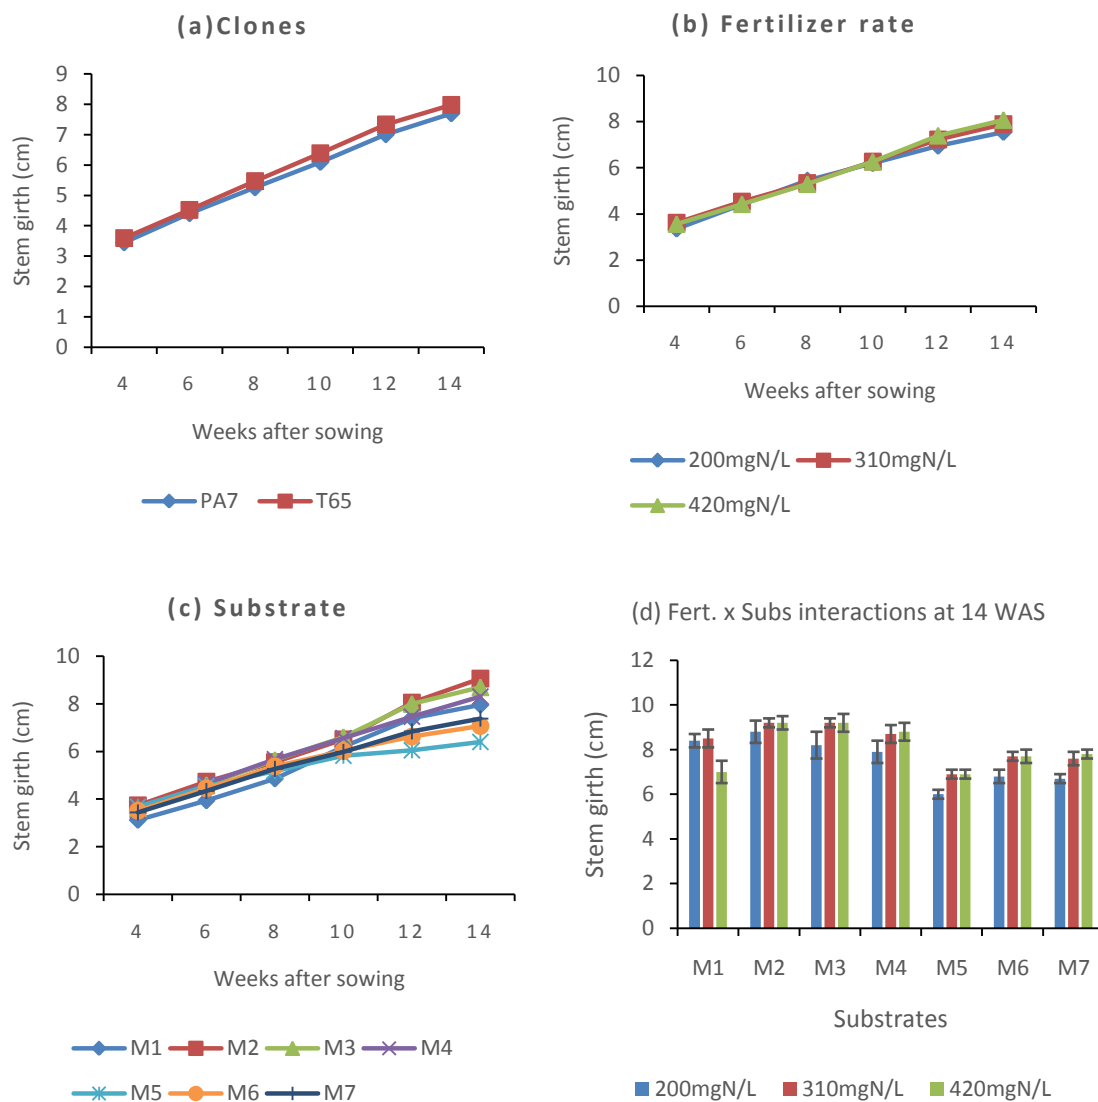 (a)Clones
9
8
7
6
5
4
3
2
1
0
Stem girth (cm)
4 6 8 10 12 14
Weeks after sowing
PA7 T65
(b) Fertilizer rate
10
8
6
4
2
0
Stem girth (cm)
4 6 8 10 12 14
Weeks after sowing
200mgN/L 310mgN/L
420mgN/L
(c) Substrate
10
8
6
4
2
0
Stem girth (cm)
4 6 8 10 12 14
Weeks after sowing
M1 M2 M3 M4
M5 M6 M7
(d) Fert. x Subs interactions at 14 WAS
12
10
8
6
4
2
0
Stem girth (cm)
M1 M2 M3 M4 M5 M6 M7
Substrates
200mgN/L 310mgN/L 420mgN/L